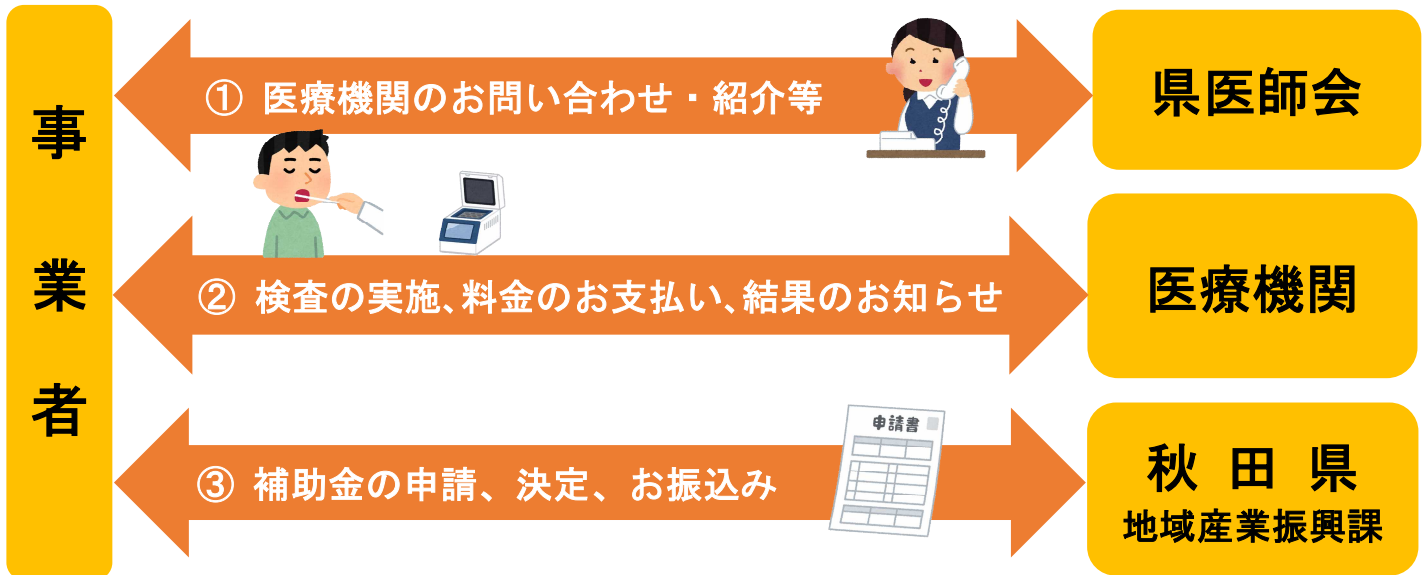 事業者
① 医療機関のお問い合わせ・紹介等
県医師会
② 検査の実施、料金のお支払い、結果のお知らせ
医療機関
申請書
③ 補助金の申請、決定、お振込み
秋田県
地域産業振興課